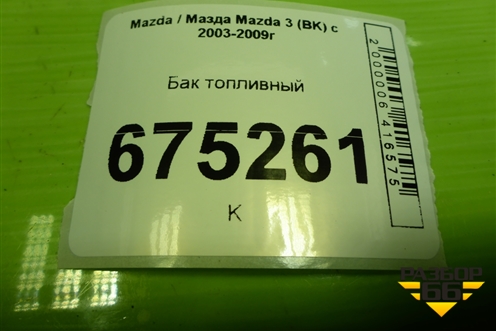 Mazda / Мазда Mazda 3 (BK) с
2003-2009г
Бак топливный
675261
К
2000006416575
РАЗБОР
66